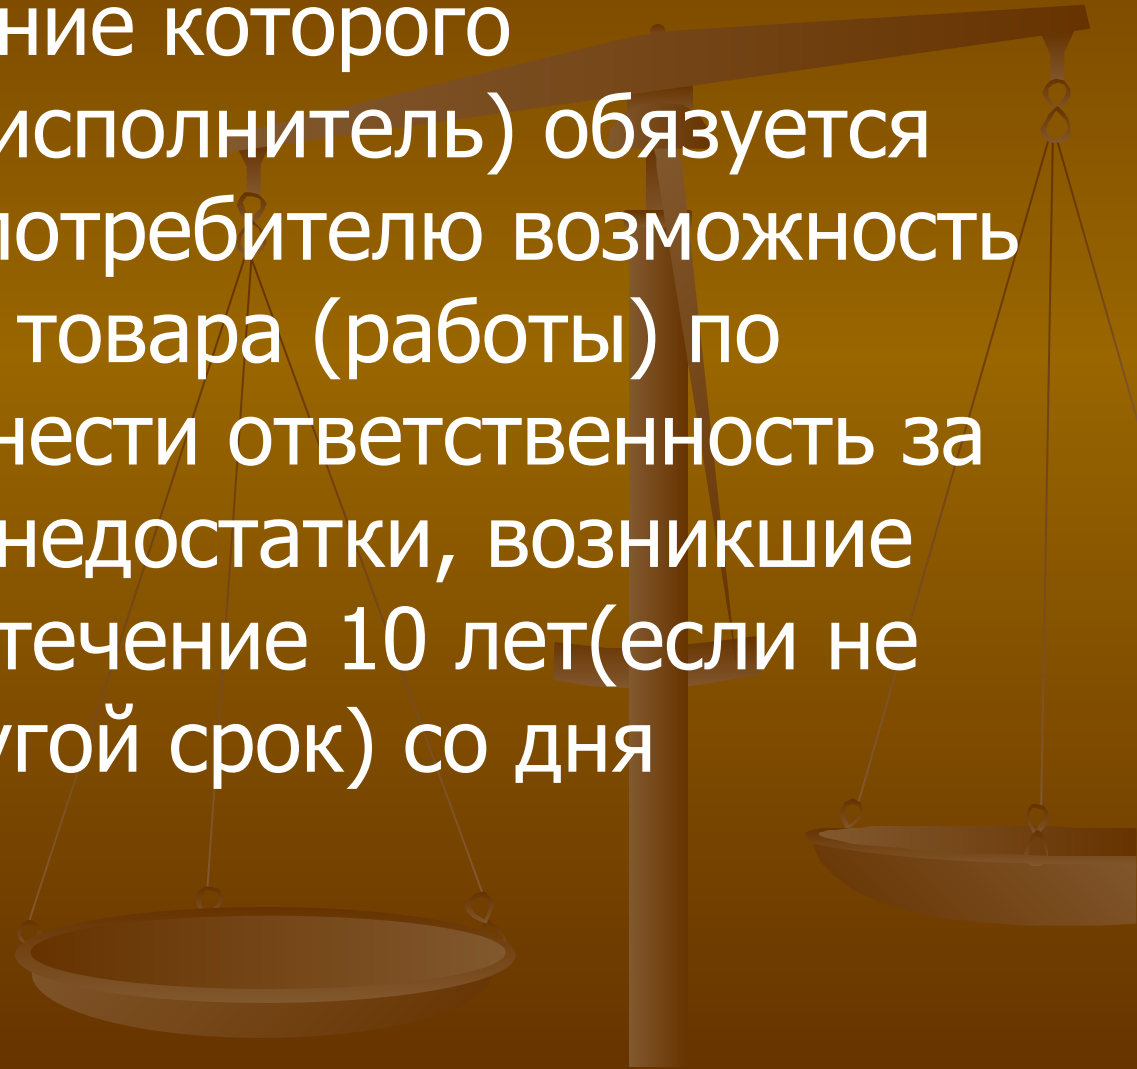 ние которого
исполнитель) обязуется
потребителю возможность
товара (работы) по
нести ответственность за
недостатки, возникшие
течение 10 лет(если не
угой срок) со дня